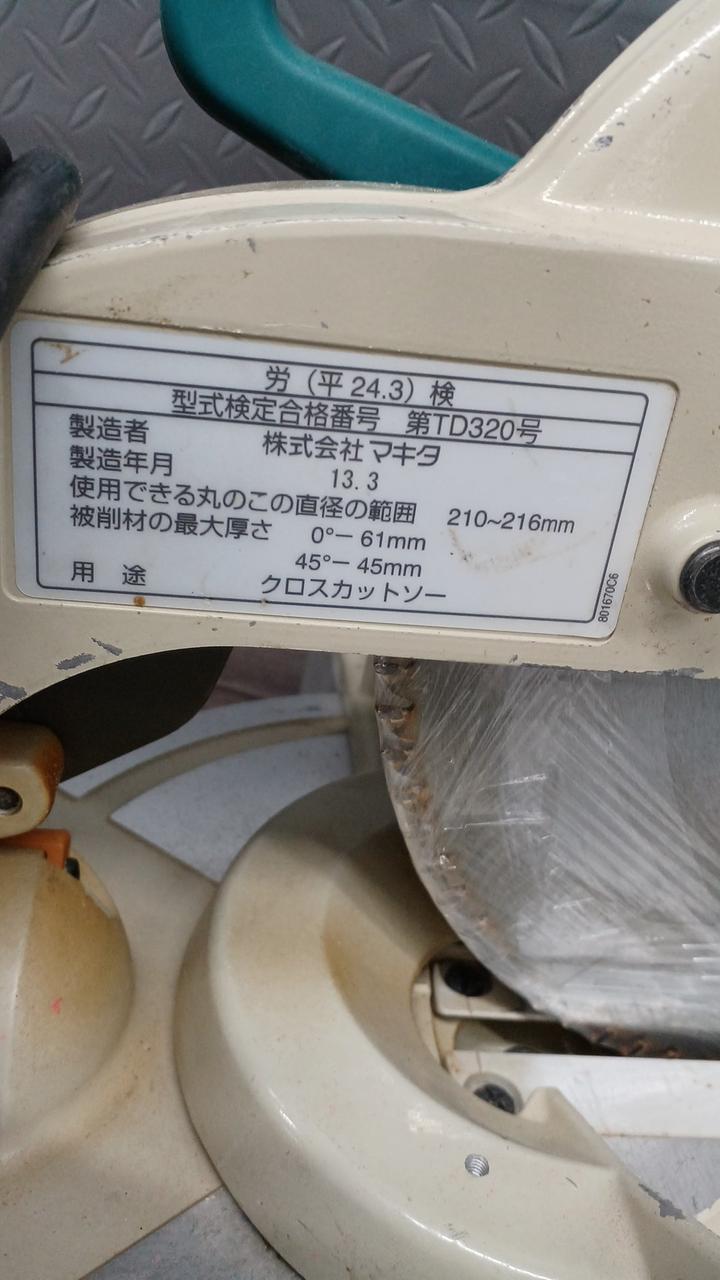 労（平24.3）検
型式検定合格番号　第TD320号
製造者　株式会社マキタ
製造年月　13.3
使用できる丸のこの直径の範囲　210~216mm
被削材の最大厚さ　0°－61mm
45°－45mm
用　途　クロスカットソー
801670C6